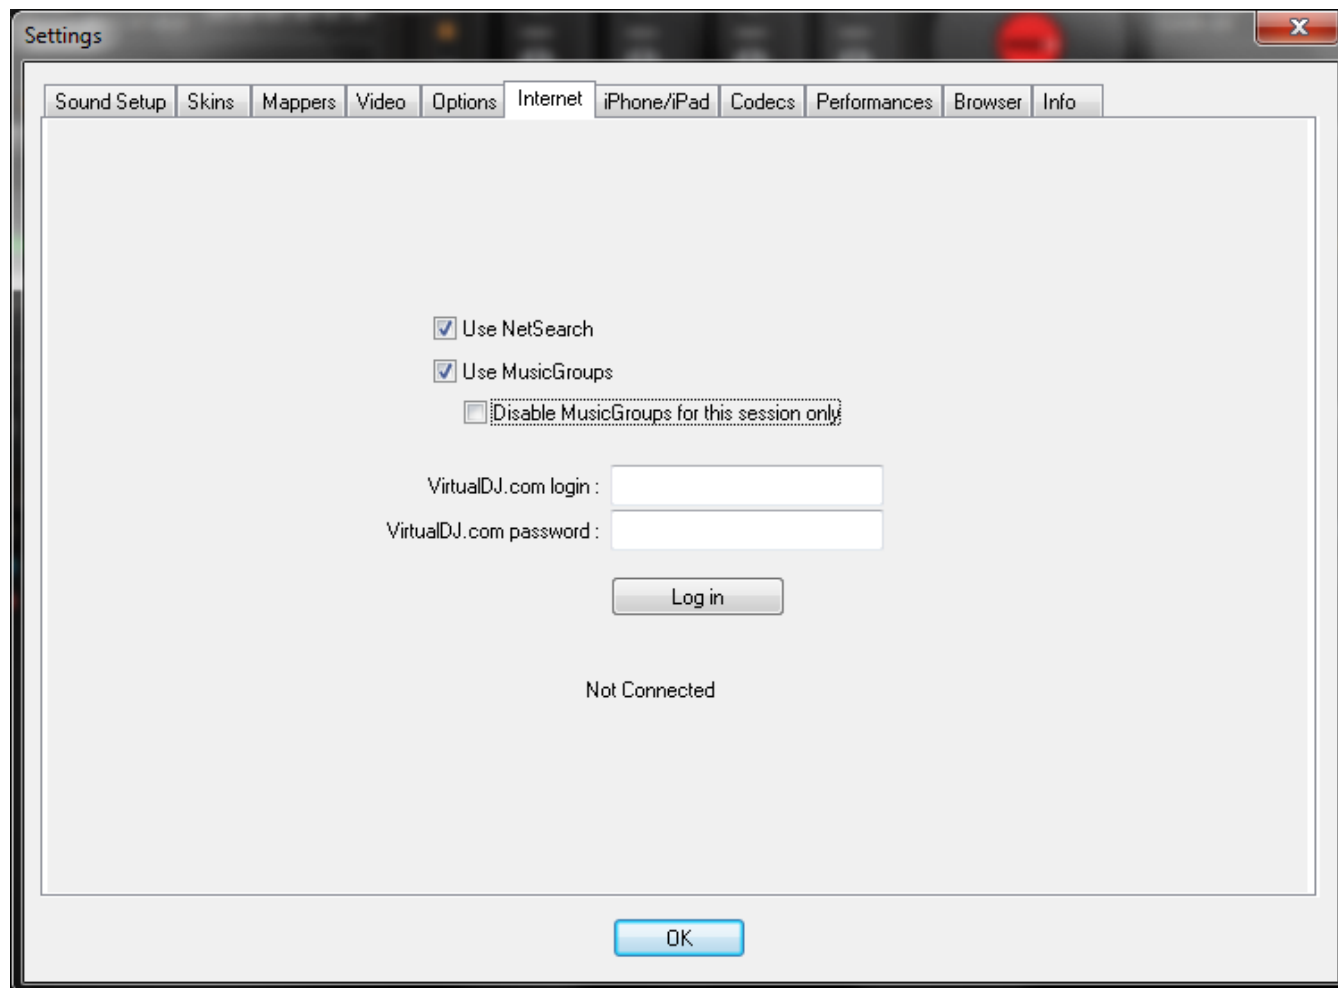 Settings
Sound Setup Skins Mappers Video Options Internet iPhone/iPad Codecs Performances Browser Info
Use NetSearch
Use MusicGroups
Disable MusicGroups for this session only
VirtualDJ.com login :
VirtualDJ.com password :
Log in
Not Connected
OK